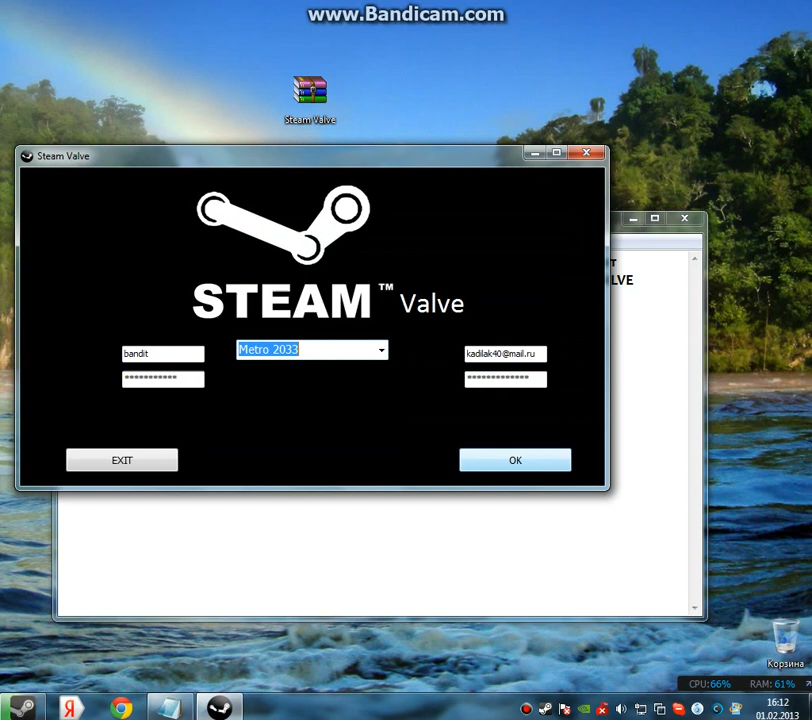 www.Bandicam.com
Steam Valve
Steam Valve
STEAM™ Valve
LVE
bandit
Metro 2033
kadilak40@mail.ru
***********
*************
EXIT
OK
Корзина
CPU:66% RAM: 61%
Я
16:12
01.02.2013